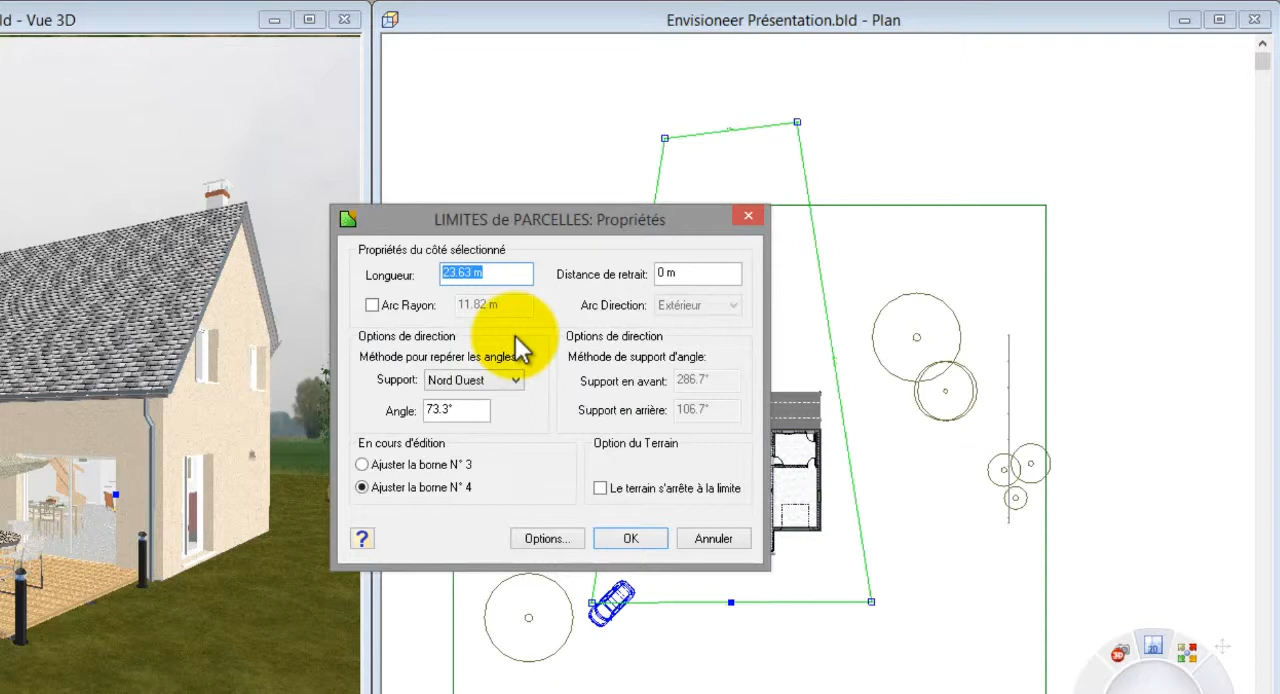 ld - Vue 3D
Envisioneer Présentation.bld - Plan
LIMITES de PARCELLES: Propriétés
Propriétés du côté sélectionné
Longueur: 23.63 m Distance de retrait: 0 m
Arc Rayon: 11.82 m Arc Direction: Extérieur
Options de direction Options de direction
Méthode pour repérer les angles Méthode de support d'angle:
Support: Nord Ouest Support en avant: 286.7°
Angle: 73.3° Support en arrière: 106.7°
En cours d'édition Option du Terrain
Ajuster la borne N° 3
Ajuster la borne N° 4 Le terrain s'arrête à la limite
? Options... OK Annuler
3D 2D